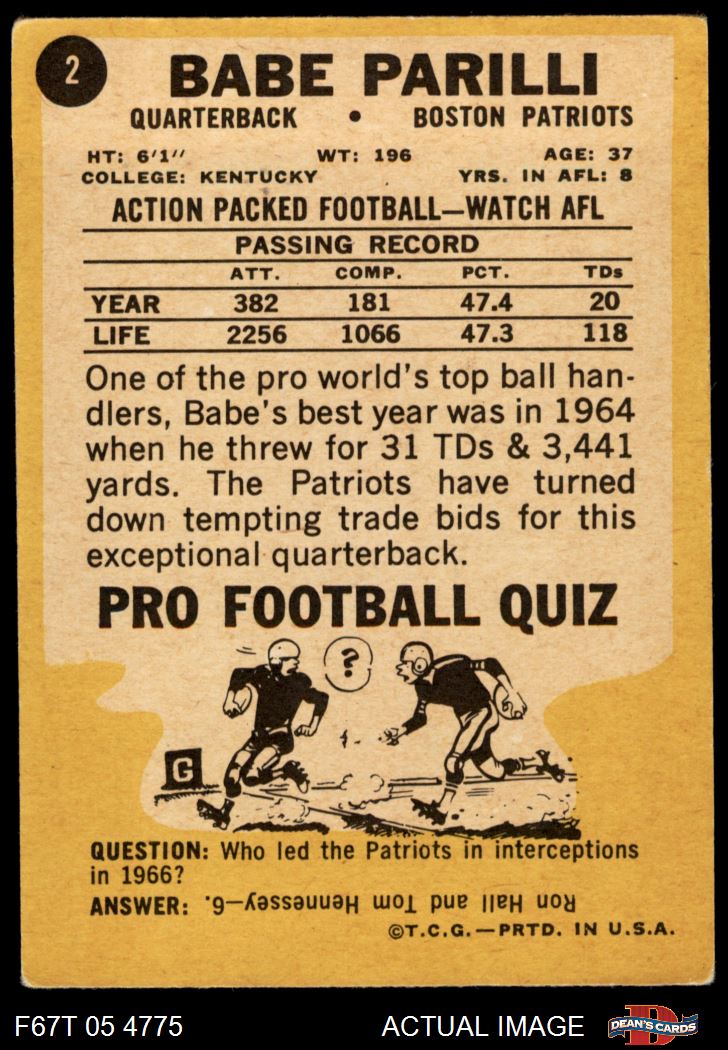 2
BABE PARILLI
QUARTERBACK • BOSTON PATRIOTS
HT: 6'1" WT: 196 AGE: 37
COLLEGE: KENTUCKY YRS. IN AFL: 8
ACTION PACKED FOOTBALL—WATCH AFL
PASSING RECORD
ATT. COMP. PCT. TDs
YEAR 382 181 47.4 20
LIFE 2256 1066 47.3 118
One of the pro world's top ball han-
dlers, Babe's best year was in 1964
when he threw for 31 TDs & 3,441
yards. The Patriots have turned
down tempting trade bids for this
exceptional quarterback.
PRO FOOTBALL QUIZ
?
G
QUESTION: Who led the Patriots in interceptions
in 1966?
ANSWER: Ron Hall and Tom Hennessey—6.
©T.C.G.—PRTD. IN U.S.A.
F67T 05 4775 ACTUAL IMAGE DEAN'S CARDS